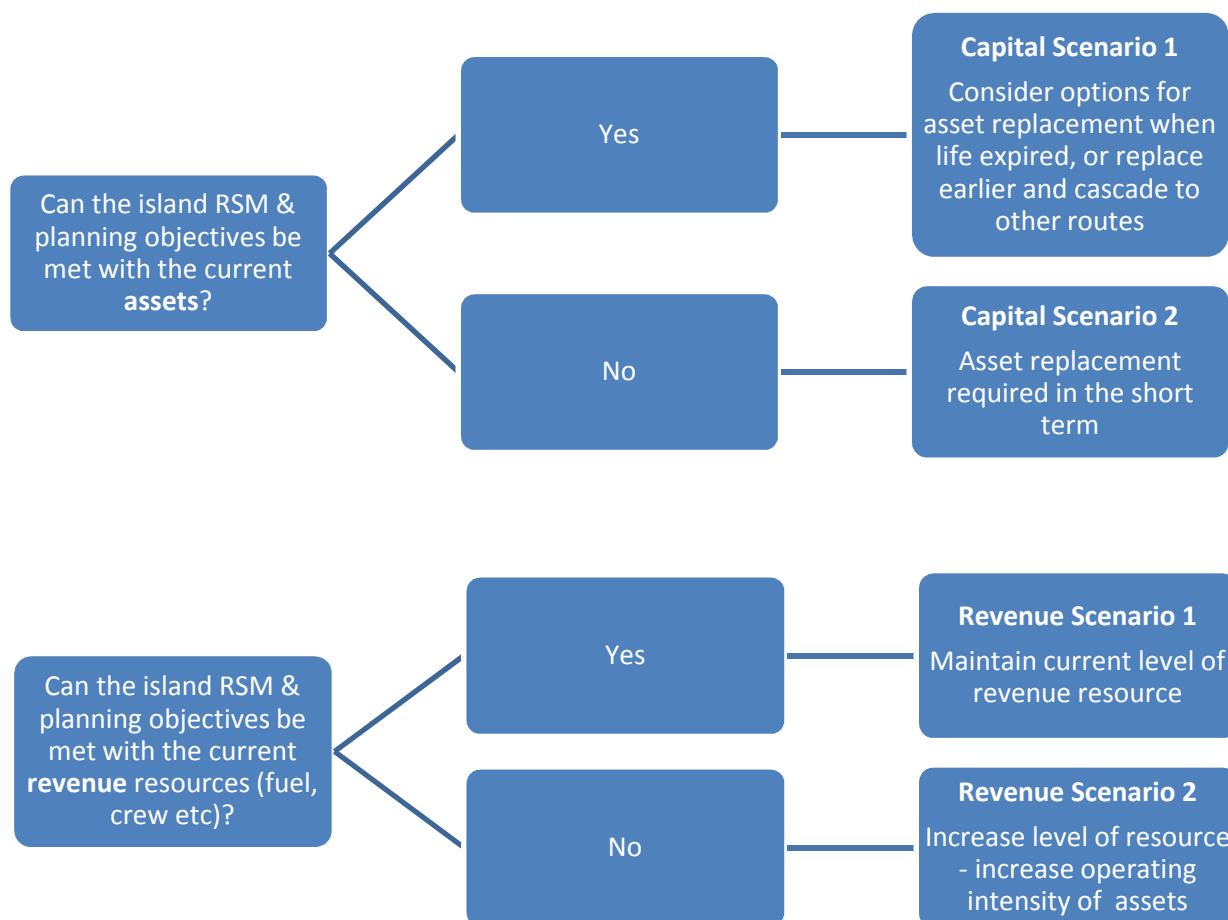 Can the island RSM &
planning objectives be
met with the current
assets?
Yes
Capital Scenario 1
Consider options for
asset replacement when
life expired, or replace
earlier and cascade to
other routes
No
Capital Scenario 2
Asset replacement
required in the short
term
Can the island RSM &
planning objectives be
met with the current
revenue resources (fuel,
crew etc)?
Yes
Revenue Scenario 1
Maintain current level of
revenue resource
No
Revenue Scenario 2
Increase level of resource
- increase operating
intensity of assets